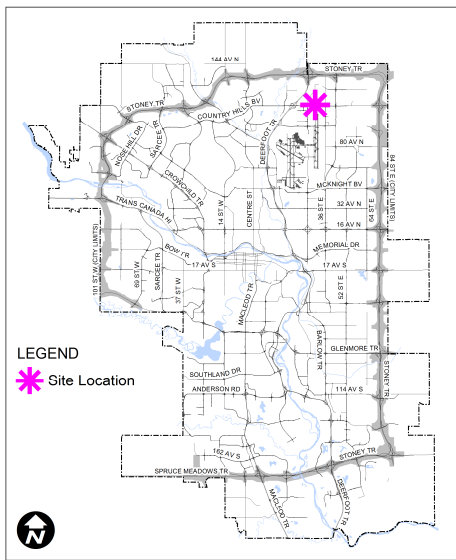 144 AV N
STONEY TR
STONEY TR
COUNTRY HILLS BV
NOSE HILL DR
SARCEE TR
DEERFOOT TR
80 AV N
CROWCHILD TR
MCKNIGHT BV
84 ST E (CITY LIMITS)
TRANS CANADA HI
14 ST W
CENTRE ST
36 ST E
32 AV N
64 ST E
16 AV N
101 ST W (CITY LIMITS)
BOW TR
MEMORIAL DR
69 ST W
SARCEE TR
37 ST W
17 AV S
17 AV S
52 ST E
MACLEOD TR
BARLOW TR
LEGEND
GLENMORE TR
Site Location
SOUTHLAND DR
STONEY TR
ANDERSON RD
114 AV S
162 AV S
STONEY TR
SPRUCE MEADOWS TR
MACLEOD TR
DEERFOOT TR
N